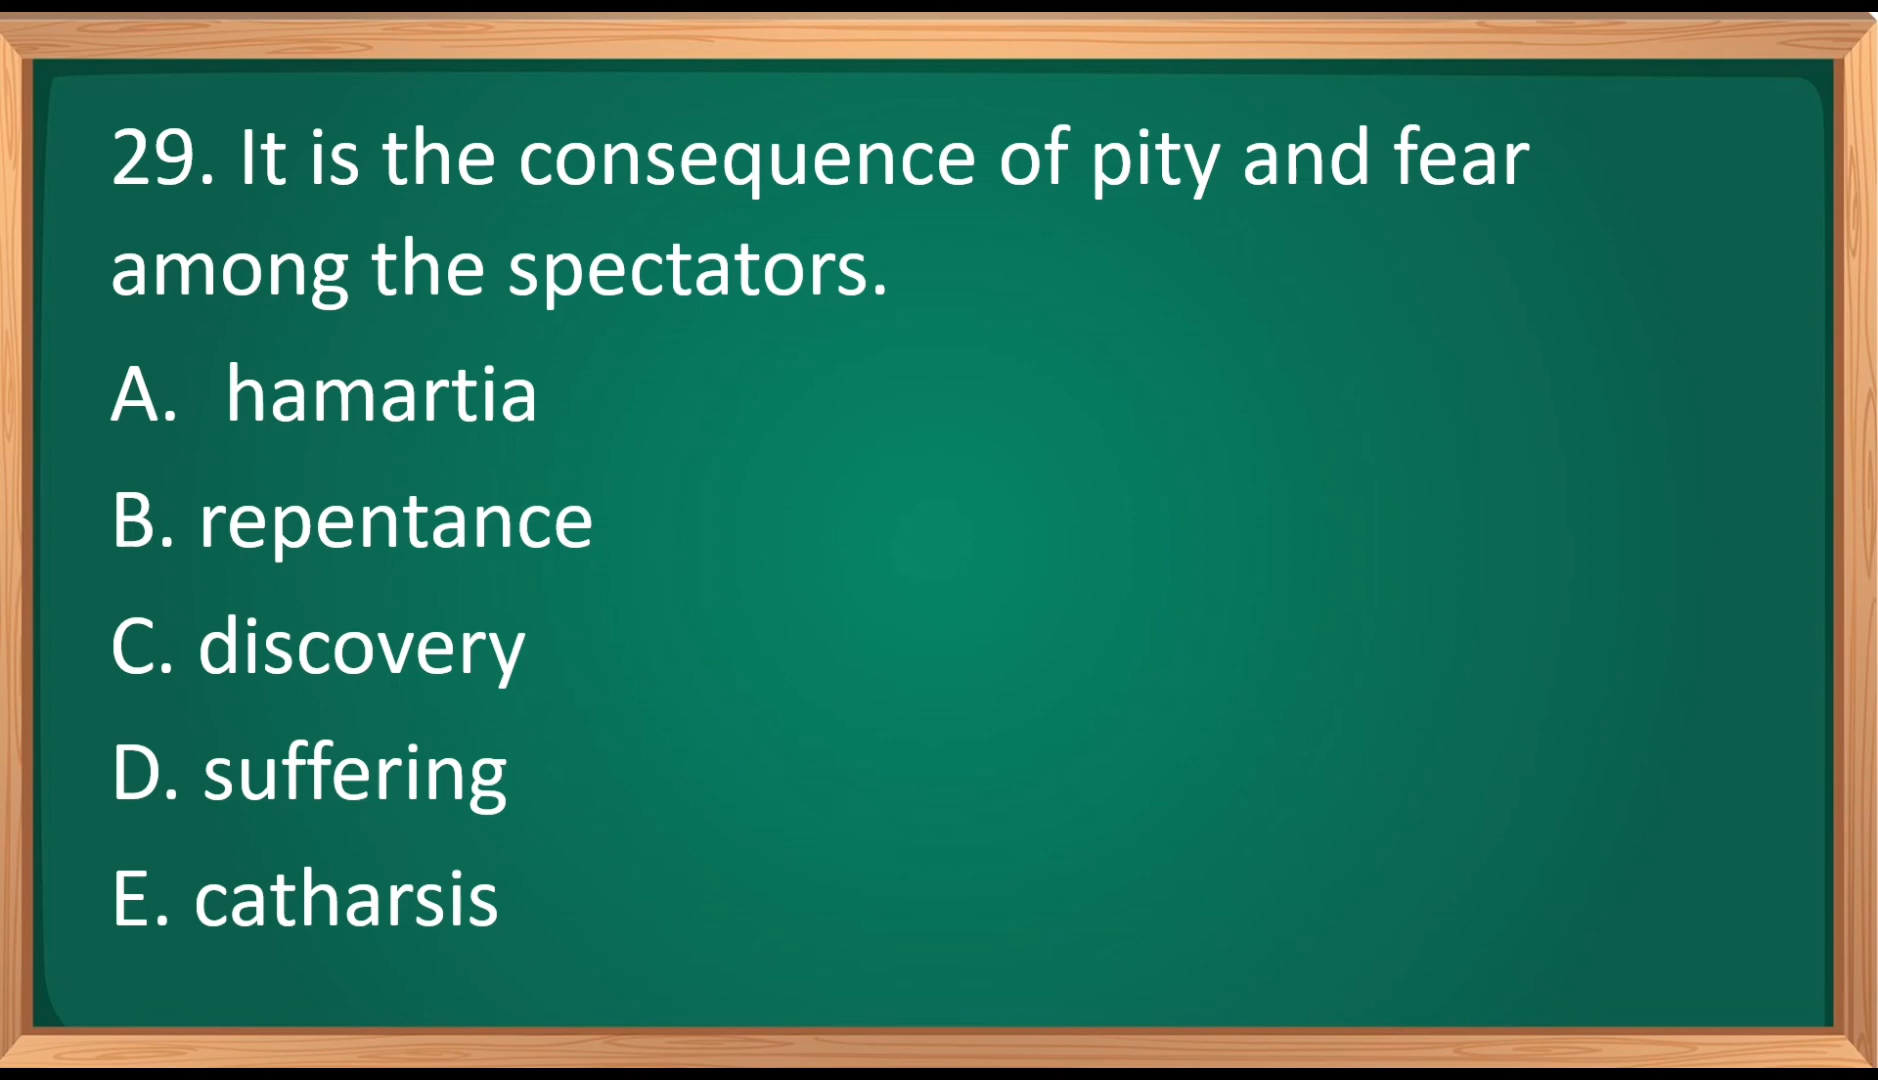 29. It is the consequence of pity and fear
among the spectators.
A. hamartia
B. repentance
C. discovery
D. suffering
E. catharsis